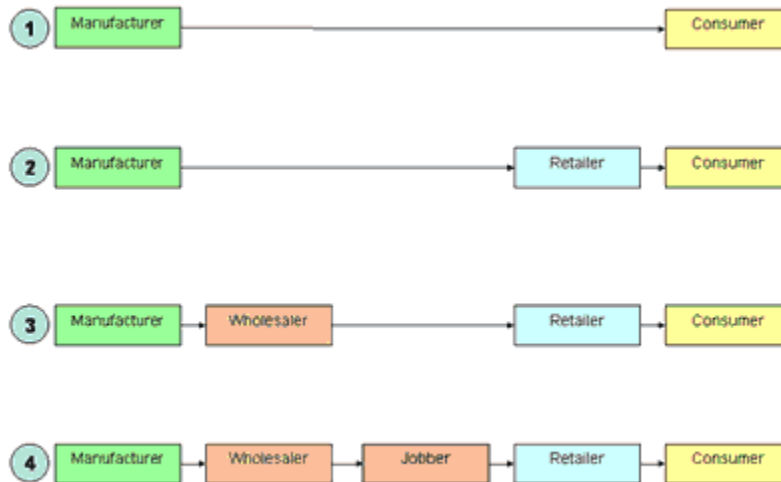 1 Manufacturer Consumer
2 Manufacturer Retailer Consumer
3 Manufacturer Wholesaler Retailer Consumer
4 Manufacturer Wholesaler Jobber Retailer Consumer